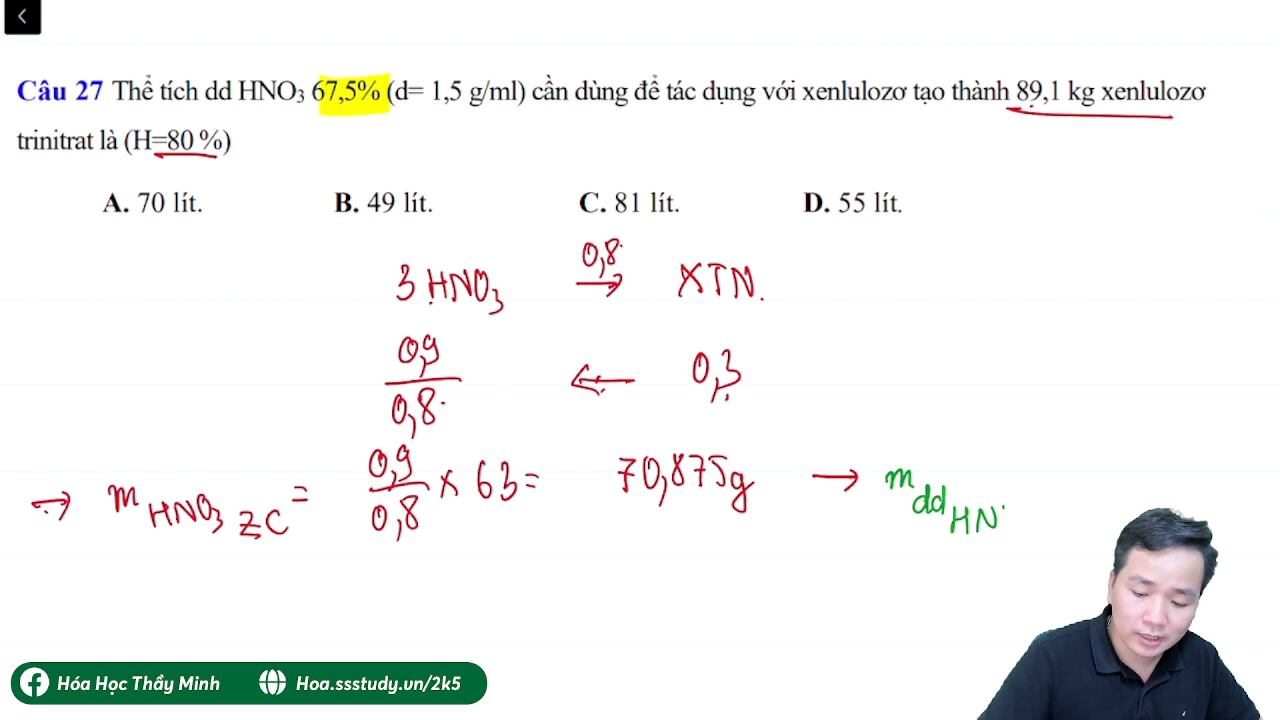 Câu 27 Thể tích dd HNO₃ 67,5% (d= 1,5 g/ml) cần dùng để tác dụng với xenlulozơ tạo thành 89,1 kg xenlulozơ
trinitrat là (H=80 %)
A. 70 lít. B. 49 lít. C. 81 lít. D. 55 lít.
3 HNO₃ 0,8 → XTN.
0,9/0,8 ← 0,3
→ m HNO₃ ZC = 0,9/0,8 × 63 = 70,875g → m dd HN
Hóa Học Thầy Minh Hoa.ssstudy.vn/2k5